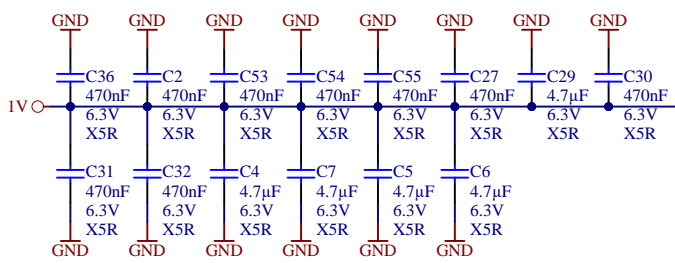 GND GND GND GND GND GND GND GND
C36 C2 C53 C54 C55 C27 C29 C30
470nF 470nF 470nF 470nF 470nF 470nF 4.7µF 470nF
1V
6.3V 6.3V 6.3V 6.3V 6.3V 6.3V 6.3V 6.3V
X5R X5R X5R X5R X5R X5R X5R X5R
C31 C32 C4 C7 C5 C6
470nF 470nF 4.7µF 4.7µF 4.7µF 4.7µF
6.3V 6.3V 6.3V 6.3V 6.3V 6.3V
X5R X5R X5R X5R X5R X5R
GND GND GND GND GND GND